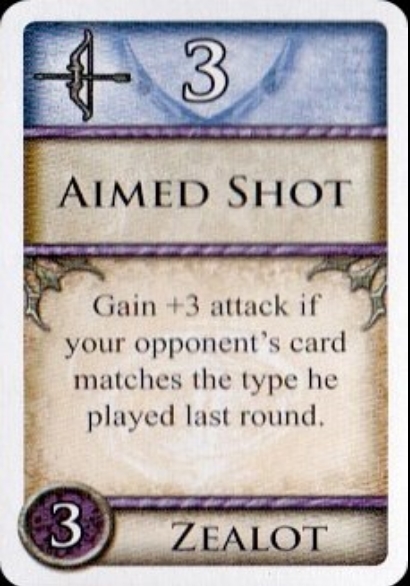 3
AIMED SHOT
Gain +3 attack if
your opponent's card
matches the type he
played last round.
3
ZEALOT